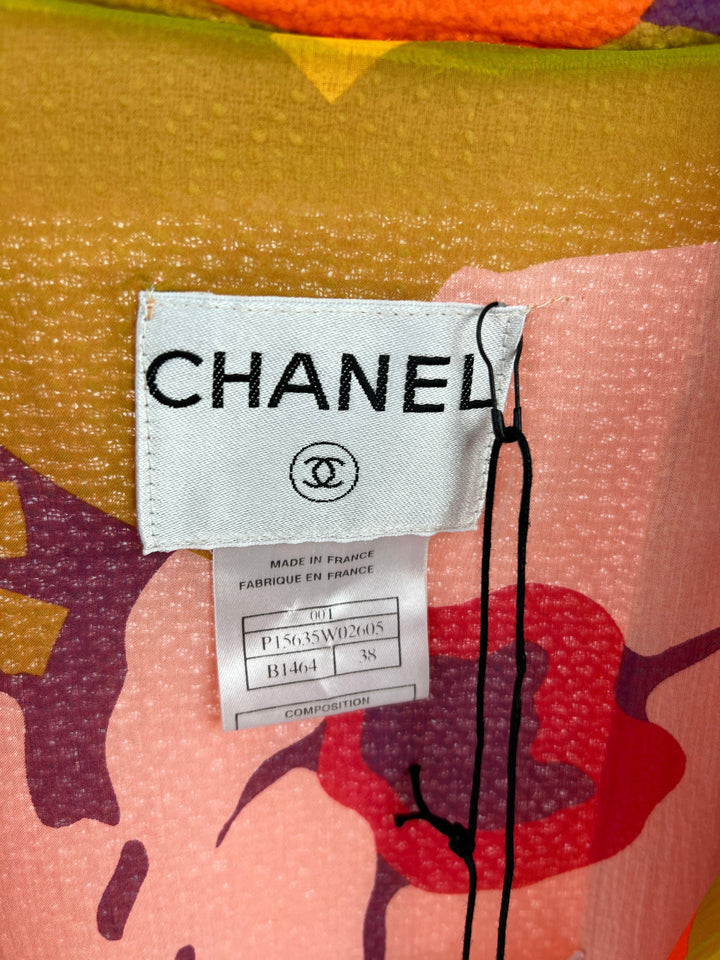 CHANEL
MADE IN FRANCE
FABRIQUE EN FRANCE
001
P15635W02605
B1464 38
COMPOSITION